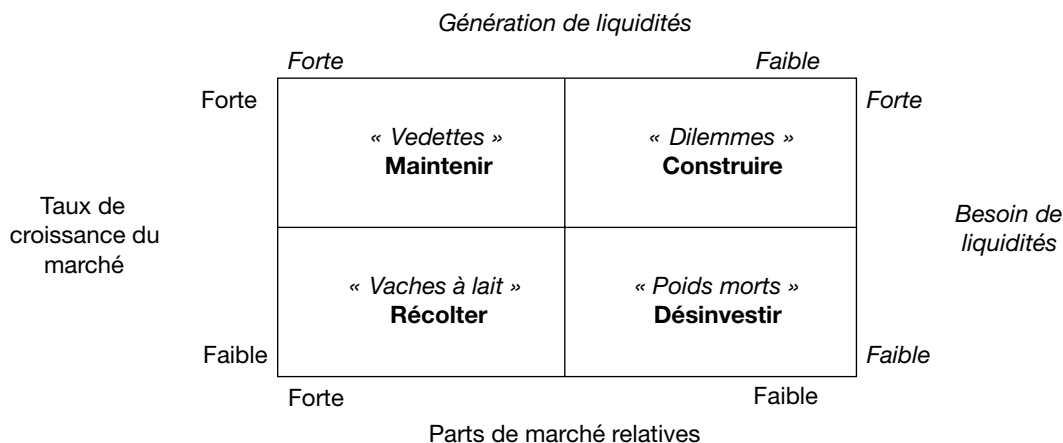 Génération de liquidités
Forte Faible
Forte Forte
« Vedettes » « Dilemmes »
Maintenir Construire
Taux de
croissance du
marché
Besoin de
liquidités
« Vaches à lait » « Poids morts »
Récolter Désinvestir
Faible Faible
Forte Faible
Parts de marché relatives